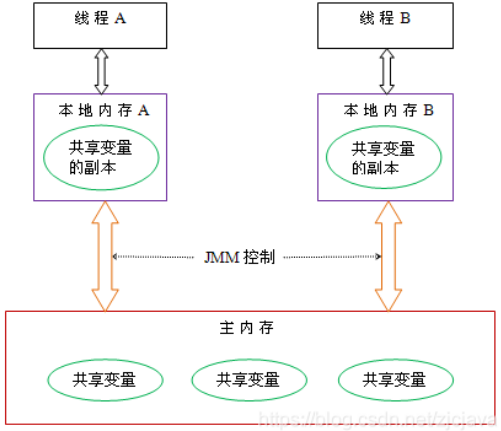 线程 A
线程 B
本地内存 A
本地内存 B
共享变量
的副本
共享变量
的副本
JMM 控制
主内存
共享变量
共享变量
共享变量
https://blog.csdn.net/zjcjava